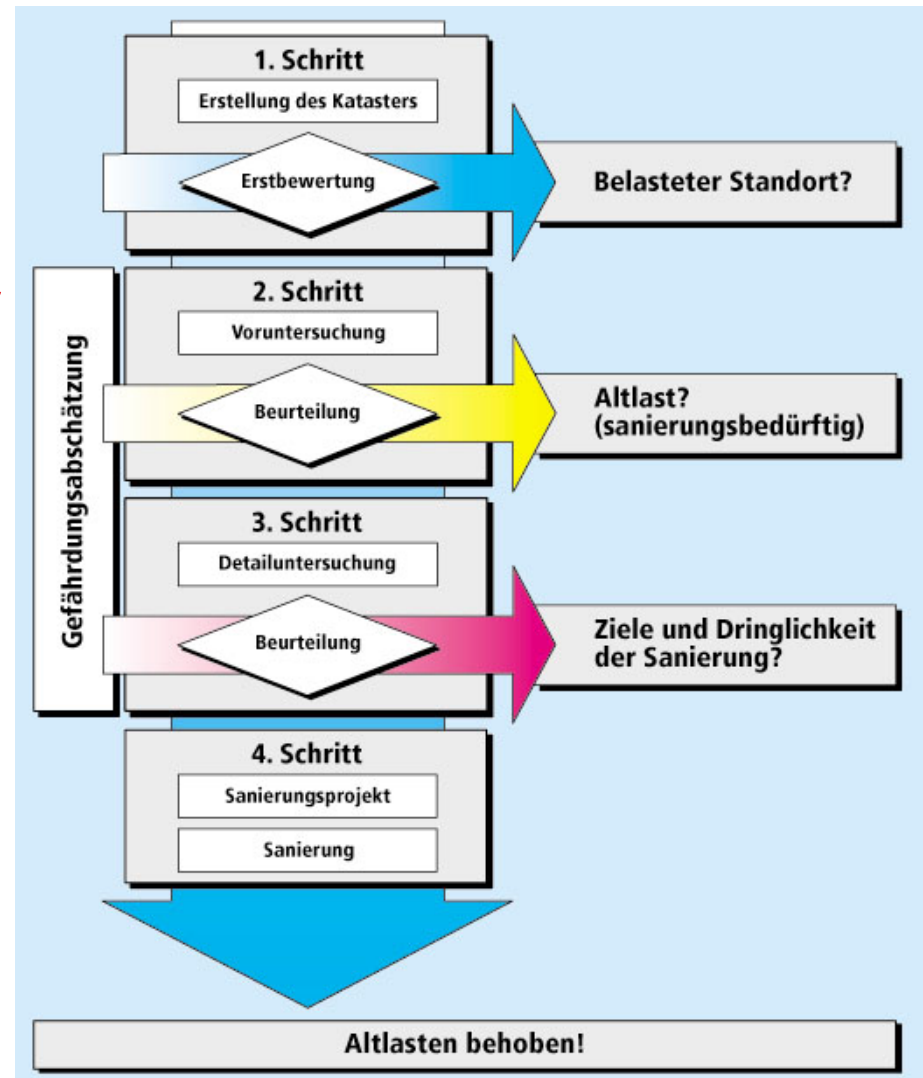 1. Schritt
Erstellung des Katasters
Erstbewertung
Belasteter Standort?
Gefährdungsabschätzung
2. Schritt
Voruntersuchung
Beurteilung
Altlast?
(sanierungsbedürftig)
3. Schritt
Detailuntersuchung
Beurteilung
Ziele und Dringlichkeit
der Sanierung?
4. Schritt
Sanierungsprojekt
Sanierung
Altlasten behoben!